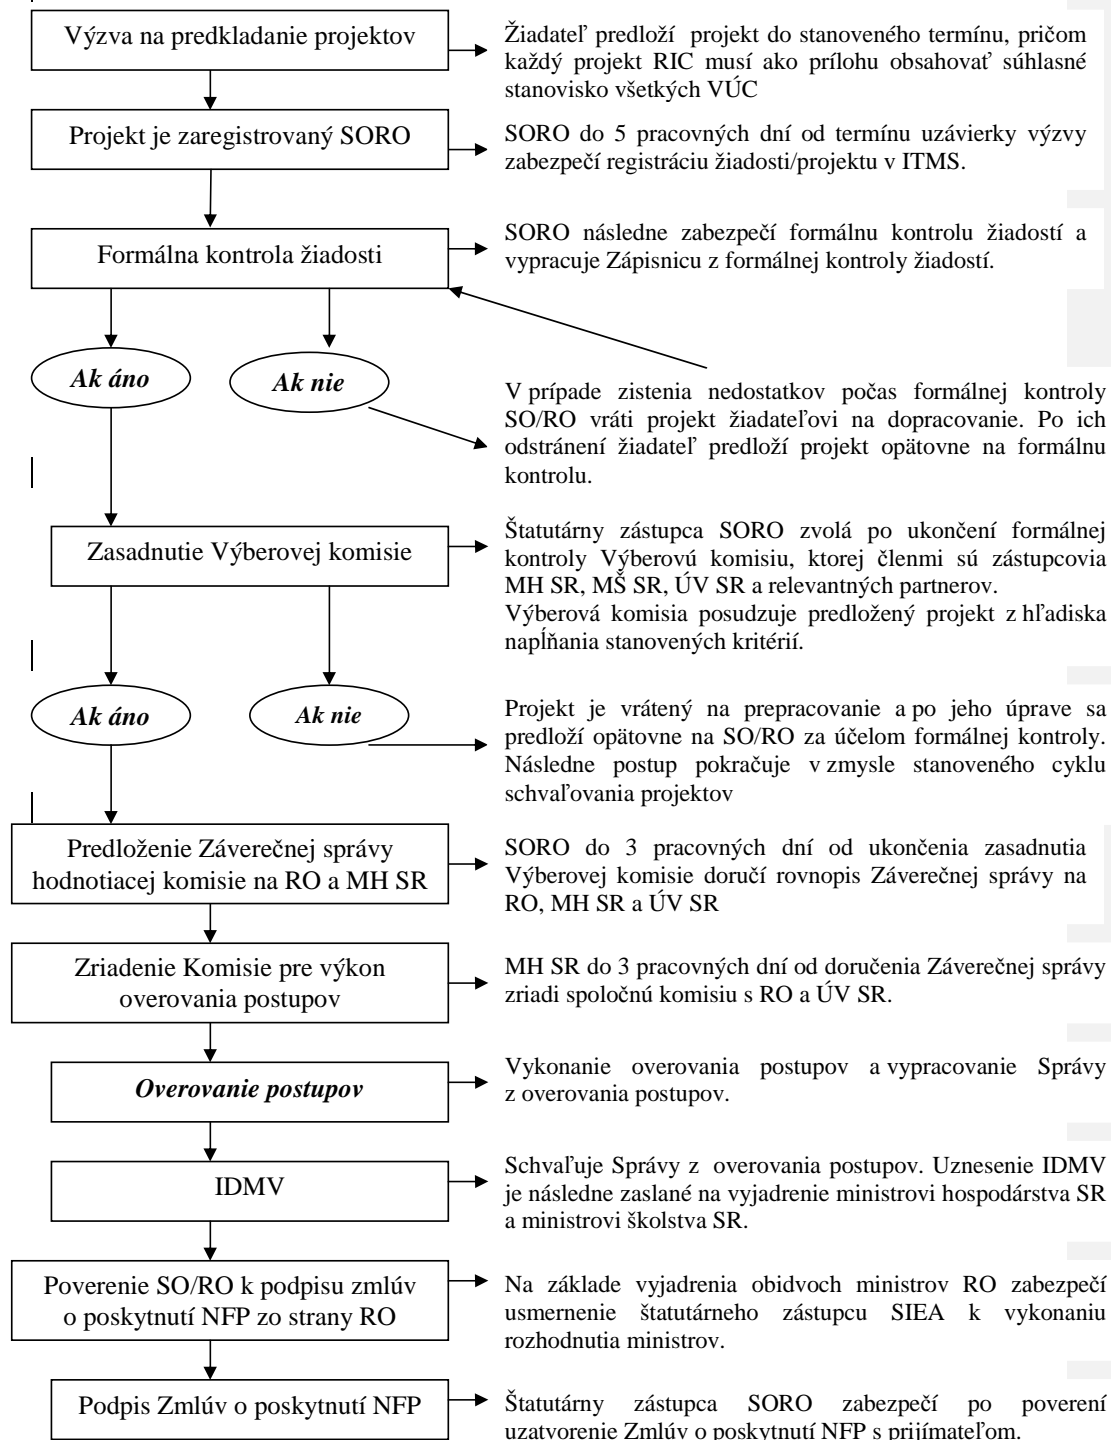 Výzva na predkladanie projektov
Žiadateľ predloží projekt do stanoveného termínu, pričom
každý projekt RIC musí ako prílohu obsahovať súhlasné
stanovisko všetkých VÚC
Projekt je zaregistrovaný SORO
SORO do 5 pracovných dní od termínu uzávierky výzvy
zabezpečí registráciu žiadosti/projektu v ITMS.
Formálna kontrola žiadosti
SORO následne zabezpečí formálnu kontrolu žiadostí a
vypracuje Zápisnicu z formálnej kontroly žiadostí.
Ak áno
Ak nie
V prípade zistenia nedostatkov počas formálnej kontroly
SO/RO vráti projekt žiadateľovi na dopracovanie. Po ich
odstránení žiadateľ predloží projekt opätovne na formálnu
kontrolu.
Zasadnutie Výberovej komisie
Štatutárny zástupca SORO zvolá po ukončení formálnej
kontroly Výberovú komisiu, ktorej členmi sú zástupcovia
MH SR, MŠ SR, ÚV SR a relevantných partnerov.
Výberová komisia posudzuje predložený projekt z hľadiska
napĺňania stanovených kritérií.
Ak áno
Ak nie
Projekt je vrátený na prepracovanie a po jeho úprave sa
predloží opätovne na SO/RO za účelom formálnej kontroly.
Následne postup pokračuje v zmysle stanoveného cyklu
schvaľovania projektov
Predloženie Záverečnej správy
hodnotiacej komisie na RO a MH SR
SORO do 3 pracovných dní od ukončenia zasadnutia
Výberovej komisie doručí rovnopis Záverečnej správy na
RO, MH SR a ÚV SR
Zriadenie Komisie pre výkon
overovania postupov
MH SR do 3 pracovných dní od doručenia Záverečnej správy
zriadi spoločnú komisiu s RO a ÚV SR.
Overovanie postupov
Vykonanie overovania postupov a vypracovanie Správy
z overovania postupov.
IDMV
Schvaľuje Správy z overovania postupov. Uznesenie IDMV
je následne zaslané na vyjadrenie ministrovi hospodárstva SR
a ministrovi školstva SR.
Poverenie SO/RO k podpisu zmlúv
o poskytnutí NFP zo strany RO
Na základe vyjadrenia obidvoch ministrov RO zabezpečí
usmernenie štatutárneho zástupcu SIEA k vykonaniu
rozhodnutia ministrov.
Podpis Zmlúv o poskytnutí NFP
Štatutárny zástupca SORO zabezpečí po poverení
uzatvorenie Zmlúv o poskytnutí NFP s prijímateľom.